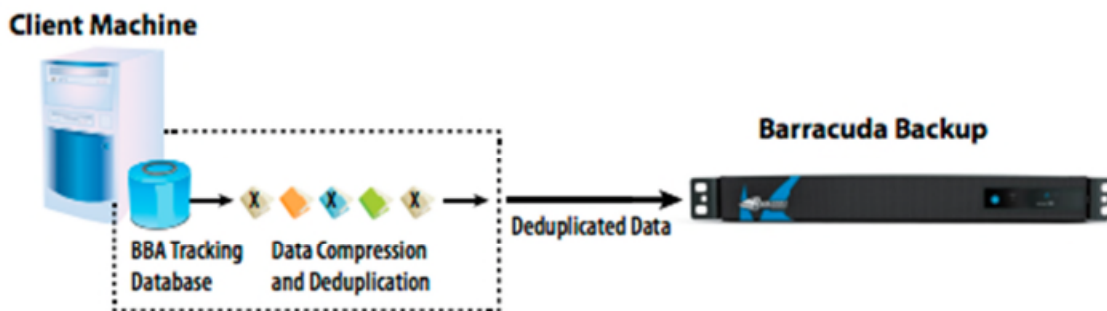 Client Machine
Barracuda Backup
BBA Tracking
Database
Data Compression
and Deduplication
X
X
X
Deduplicated Data